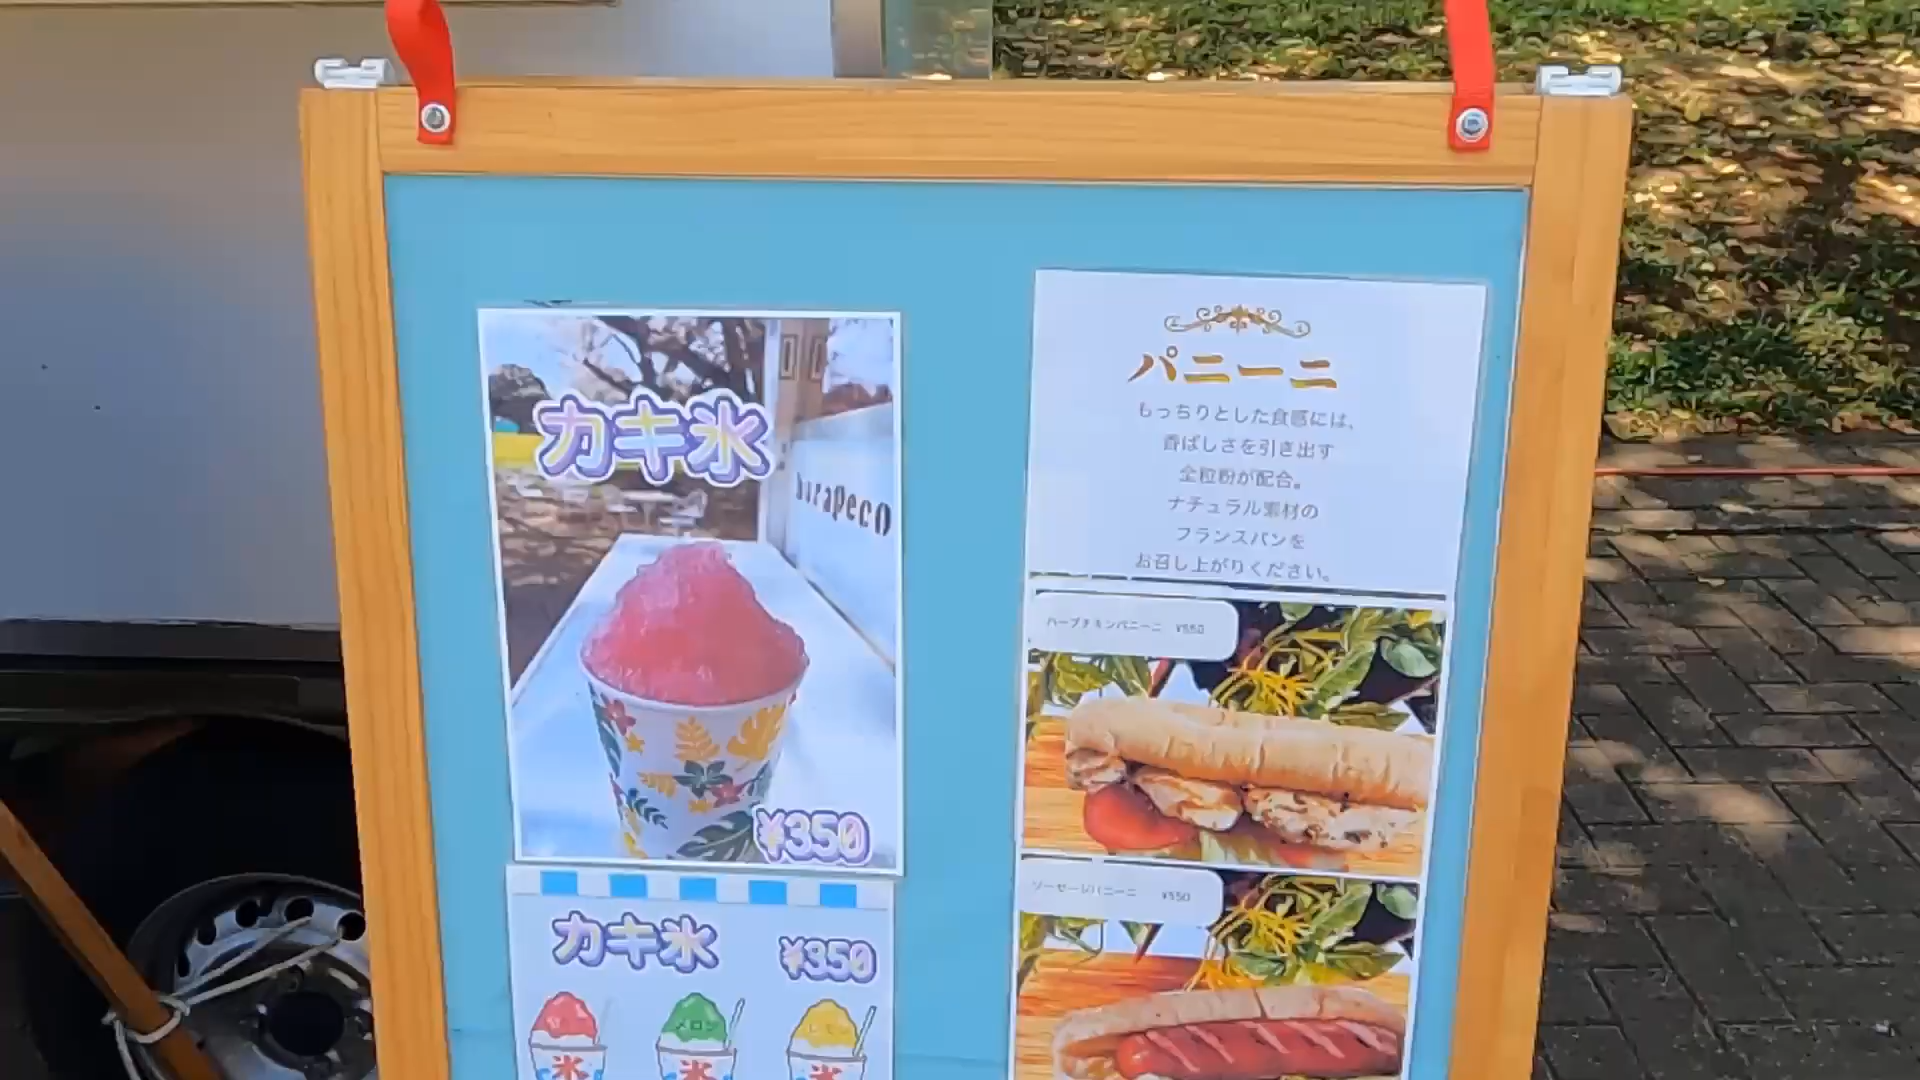 カキ氷
harapeco
¥350
カキ氷 ¥350
メロン
氷 氷 氷
パニーニ
もっちりとした食感には、
香ばしさを引き出す
全粒粉が配合。
ナチュラル素材の
フランスパンを
お召し上がりください。
ハーブチキンパニーニ ¥550
ソーセージパニーニ ¥550